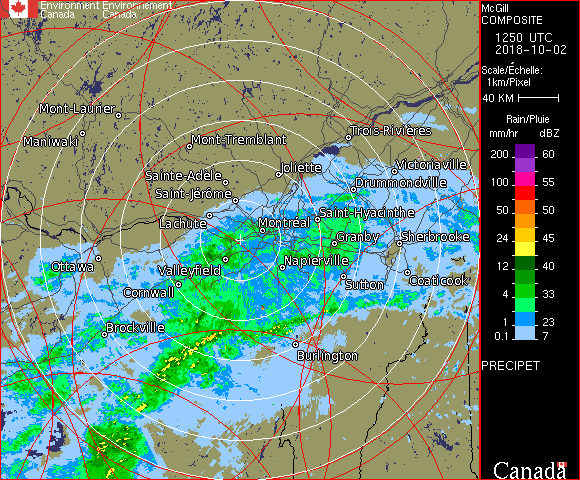 Environment Environnement
Canada Canada
McGill
COMPOSITE
1250 UTC
2018-10-02
Scale/Échelle:
1km/Pixel
40 KM
Rain/Pluie
mm/hr dBZ
200 60
100 55
50 50
24 45
12 40
4 33
1 23
0.1 7
PRECIPET
Canada
Mont-Laurier
Maniwaki
Mont-Tremblant
Trois-Rivières
Sainte-Adèle
Joliette
Victoriaville
Drummondville
Saint-Jérôme
Lachute
Montréal
Saint-Hyacinthe
Granby
Sherbrooke
Ottawa
Valleyfield
Napierville
Cornwall
Sutton
Coaticook
Brockville
Burlington